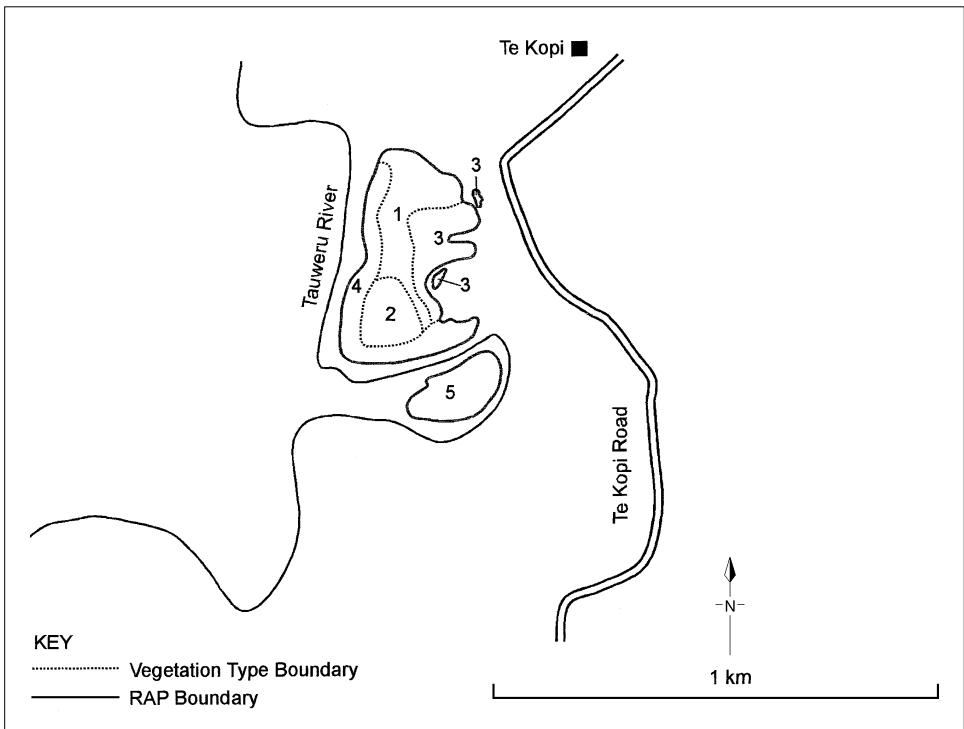 Te Kopi
3
1
3
Tauweru River
4
3
2
5
Te Kopi Road
-N-
KEY
Vegetation Type Boundary
RAP Boundary
1 km